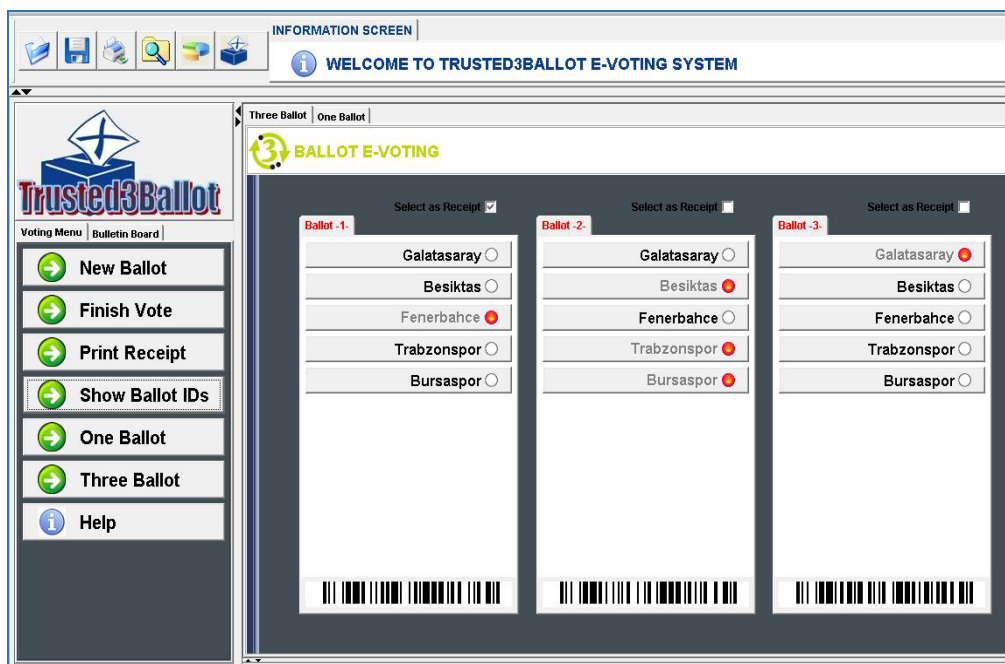 INFORMATION SCREEN
WELCOME TO TRUSTED3BALLOT E-VOTING SYSTEM
Trusted3Ballot
Voting Menu Bulletin Board
New Ballot
Finish Vote
Print Receipt
Show Ballot IDs
One Ballot
Three Ballot
Help
Three Ballot One Ballot
3 BALLOT E-VOTING
Select as Receipt
Ballot -1-
Galatasaray
Besiktas
Fenerbahce
Trabzonspor
Bursaspor
Select as Receipt
Ballot -2-
Galatasaray
Besiktas
Fenerbahce
Trabzonspor
Bursaspor
Select as Receipt
Ballot -3-
Galatasaray
Besiktas
Fenerbahce
Trabzonspor
Bursaspor